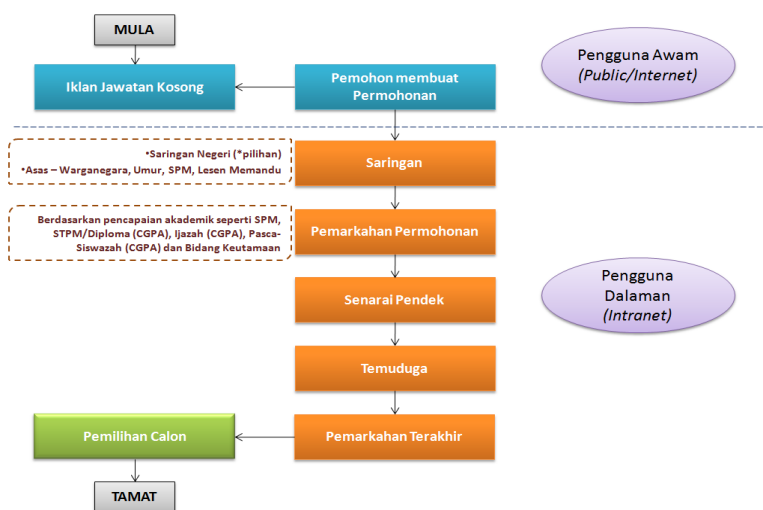 MULA
Iklan Jawatan Kosong
Pemohon membuat
Permohonan
Pengguna Awam
(Public/Internet)
•Saringan Negeri (*pilihan)
•Asas – Warganegara, Umur, SPM, Lesen Memandu
Saringan
Berdasarkan pencapaian akademik seperti SPM,
STPM/Diploma (CGPA), Ijazah (CGPA), Pasca-
Siswazah (CGPA) dan Bidang Keutamaan
Pemarkahan Permohonan
Senarai Pendek
Pengguna
Dalaman
(Intranet)
Temuduga
Pemilihan Calon
Pemarkahan Terakhir
TAMAT